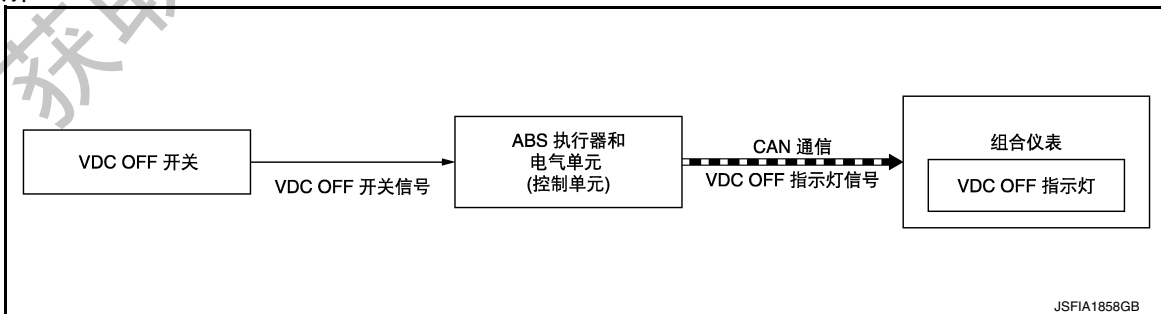 获取
VDC OFF 开关
VDC OFF 开关信号
ABS 执行器和
电气单元
(控制单元)
CAN 通信
VDC OFF 指示灯信号
组合仪表
VDC OFF 指示灯
JSFIA1858GB